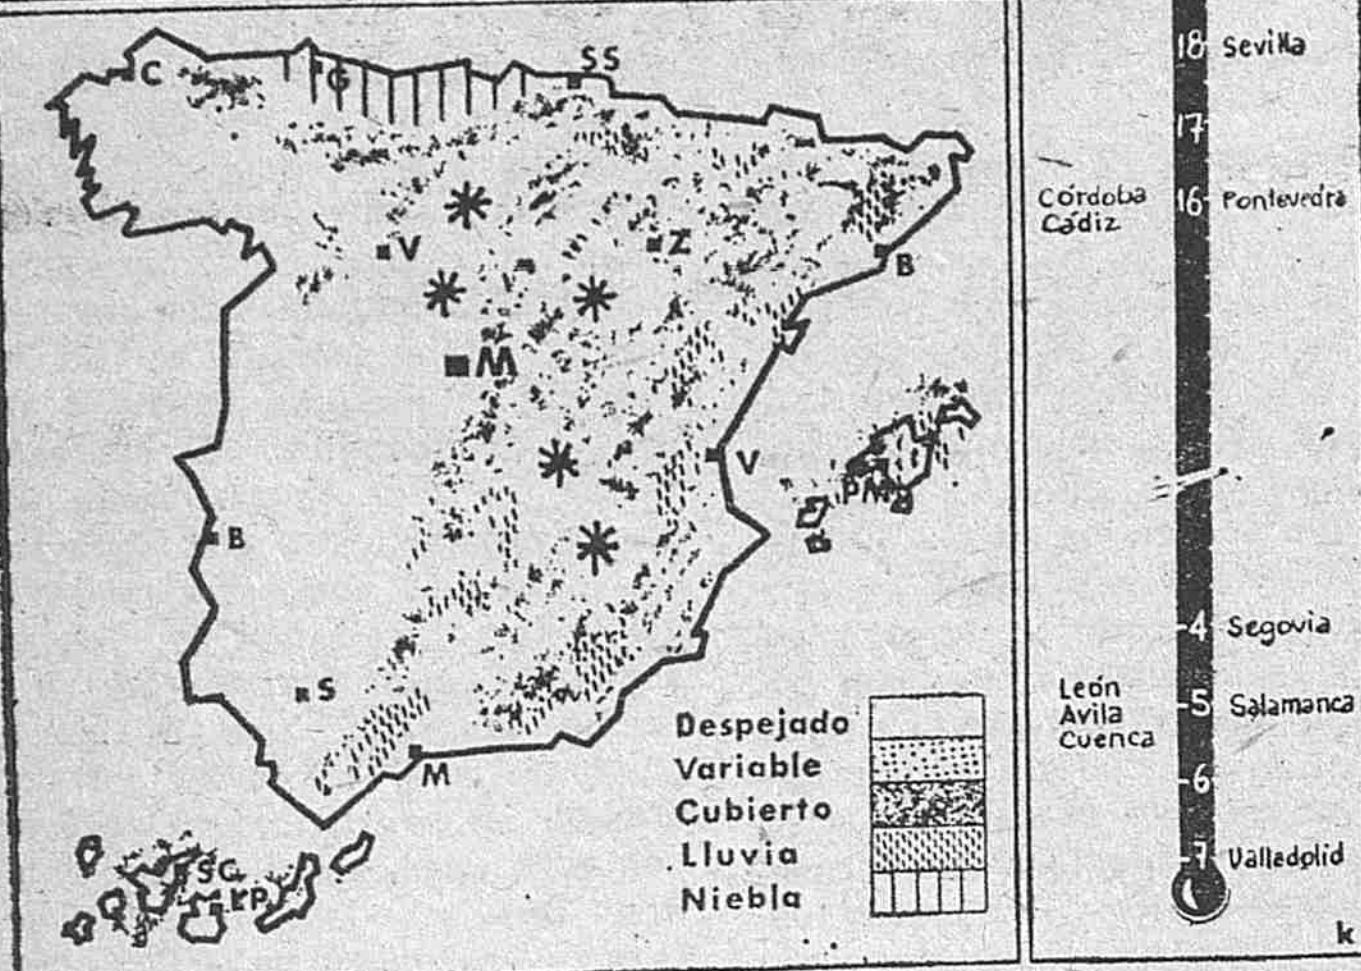 SS
C
G
V
Z
B
M
V
PM
B
S
M
SC
LP
Despejado
Variable
Cubierto
Lluvia
Niebla
18 Sevilla
17
Córdoba 16 Pontevedra
Cádiz
-4 Segovia
León
Avila -5 Salamanca
Cuenca
-6
-7 Valladolid
k